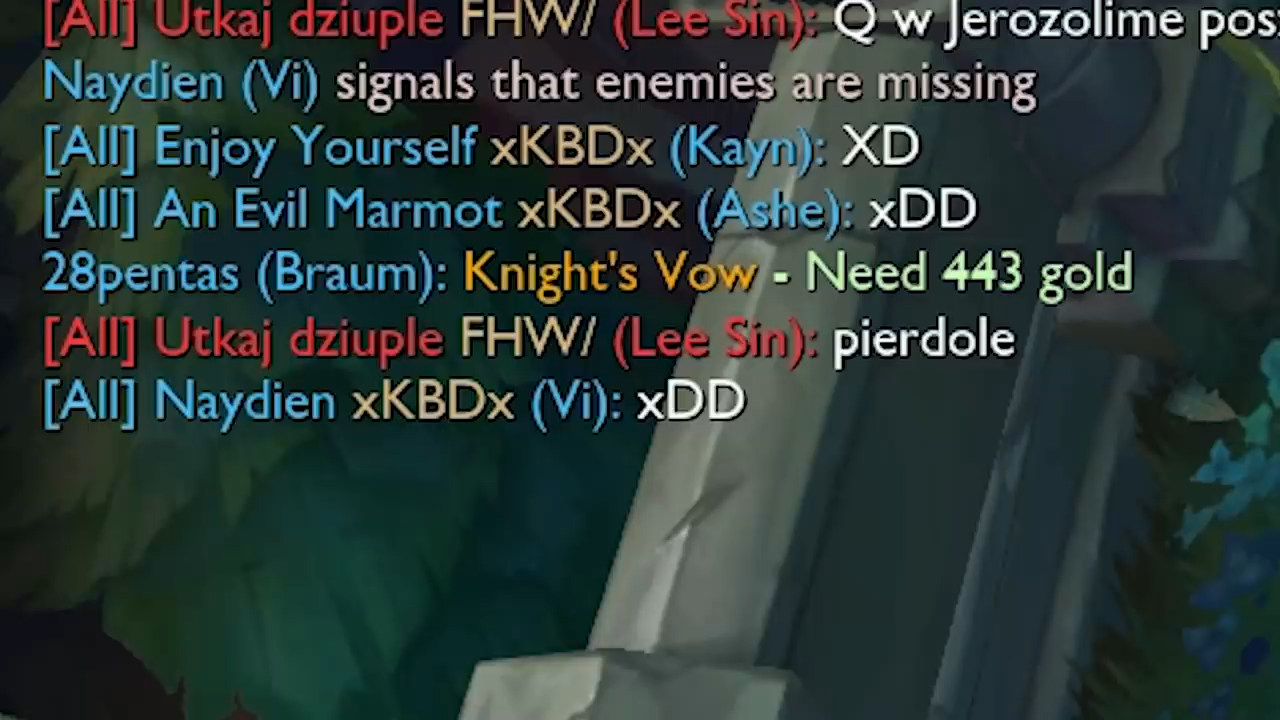 [All] Utkaj dziuple FHW/ (Lee Sin): Q w Jerozolime
Naydien (Vi) signals that enemies are missing
[All] Enjoy Yourself xKBDx (Kayn): XD
[All] An Evil Marmot xKBDx (Ashe): xDD
28pentas (Braum): Knight's Vow - Need 443 gold
[All] Utkaj dziuple FHW/ (Lee Sin): pierdole
[All] Naydien xKBDx (Vi): xDD